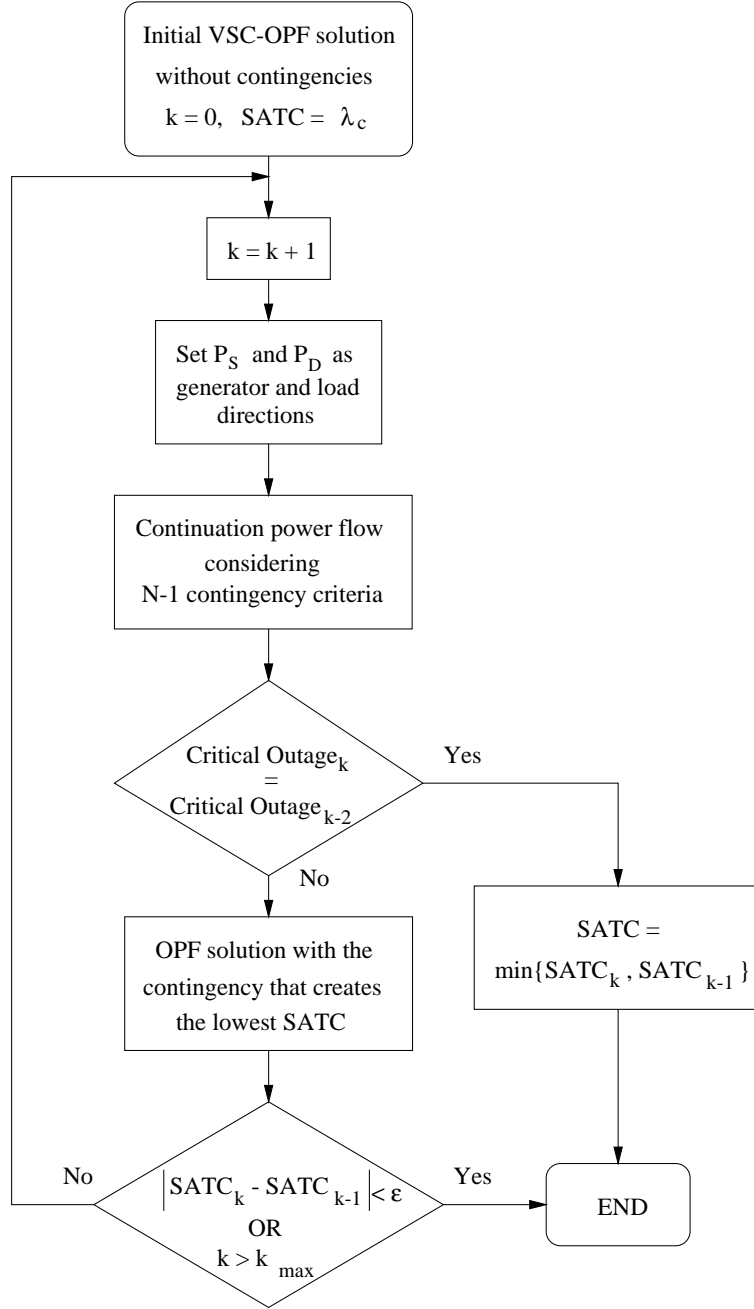 Initial VSC-OPF solution
without contingencies
k = 0, SATC = λc
k = k + 1
Set PS and PD as
generator and load
directions
Continuation power flow
considering
N-1 contingency criteria
Critical Outagek
=
Critical Outagek-2
Yes
No
OPF solution with the
contingency that creates
the lowest SATC
SATC =
min{SATCk , SATCk-1 }
No
|SATCk - SATCk-1| < ε
OR
k > k max
Yes
END